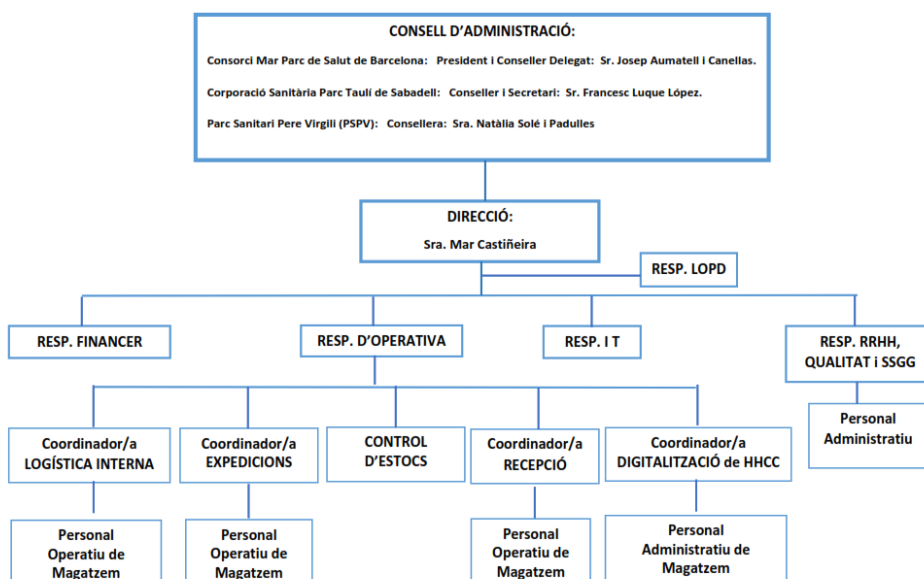 CONSELL D'ADMINISTRACIÓ:
Consorci Mar Parc de Salut de Barcelona: President i Conseller Delegat: Sr. Josep Aumatell i Canellas.
Corporació Sanitària Parc Taulí de Sabadell: Conseller i Secretari: Sr. Francesc Luque López.
Parc Sanitari Pere Virgili (PSPV): Consellera: Sra. Natàlia Solé i Padulles
DIRECCIÓ:
Sra. Mar Castiñeira
RESP. LOPD
RESP. FINANCER
RESP. D'OPERATIVA
RESP. I T
RESP. RRHH,
QUALITAT i SSGG
Personal
Administratiu
Coordinador/a
LOGÍSTICA INTERNA
Coordinador/a
EXPEDICIONS
CONTROL
D'ESTOCS
Coordinador/a
RECEPCIÓ
Coordinador/a
DIGITALITZACIÓ de HHCC
Personal
Operatiu de
Magatzem
Personal
Operatiu de
Magatzem
Personal
Operatiu de
Magatzem
Personal
Administratiu de
Magatzem